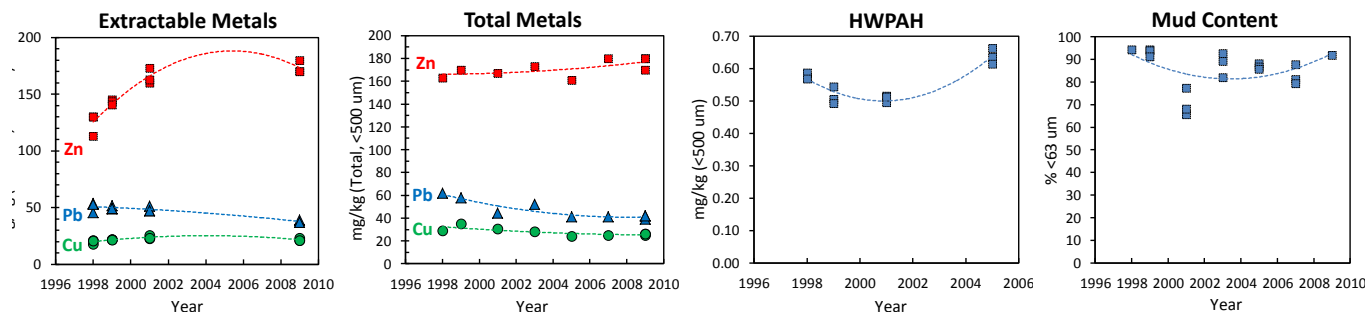 Extractable Metals
200
150
100
50
0
Zn
Pb
Cu
1996 1998 2000 2002 2004 2006 2008 2010
Year
Total Metals
mg/kg (Total, <500 um)
200
180
160
140
120
100
80
60
40
20
0
Zn
Pb
Cu
1996 1998 2000 2002 2004 2006 2008 2010
Year
HWPAH
mg/kg (<500 um)
0.70
0.60
0.50
0.40
0.30
0.20
0.10
0.00
1996 1998 2000 2002 2004 2006
Year
Mud Content
% <63 um
100
90
80
70
60
50
40
30
20
10
0
1996 1998 2000 2002 2004 2006 2008 2010
Year